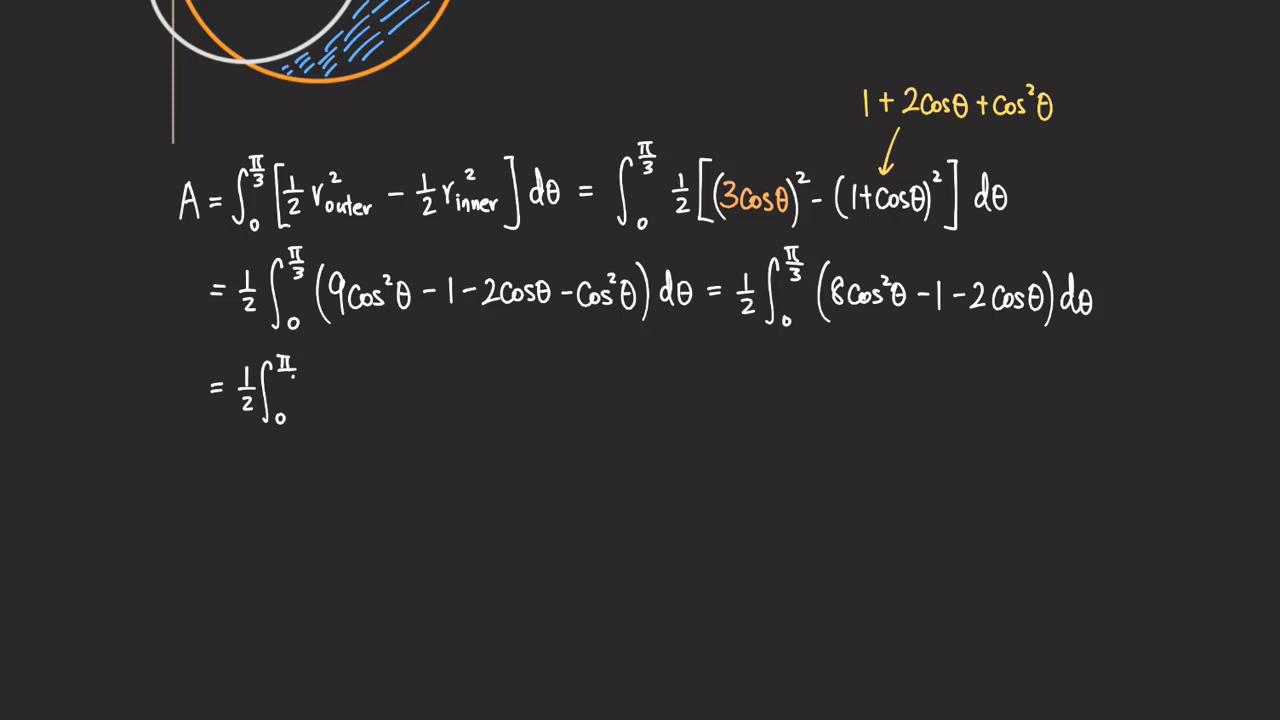 1 + 2cosθ + cos²θ
A = ∫₀^(π/3) [ 1/2 r²outer − 1/2 r²inner ] dθ = ∫₀^(π/3) 1/2 [ (3cosθ)² − (1+cosθ)² ] dθ
= 1/2 ∫₀^(π/3) (9cos²θ − 1 − 2cosθ − cos²θ) dθ = 1/2 ∫₀^(π/3) (8cos²θ − 1 − 2cosθ) dθ
= 1/2 ∫₀^π